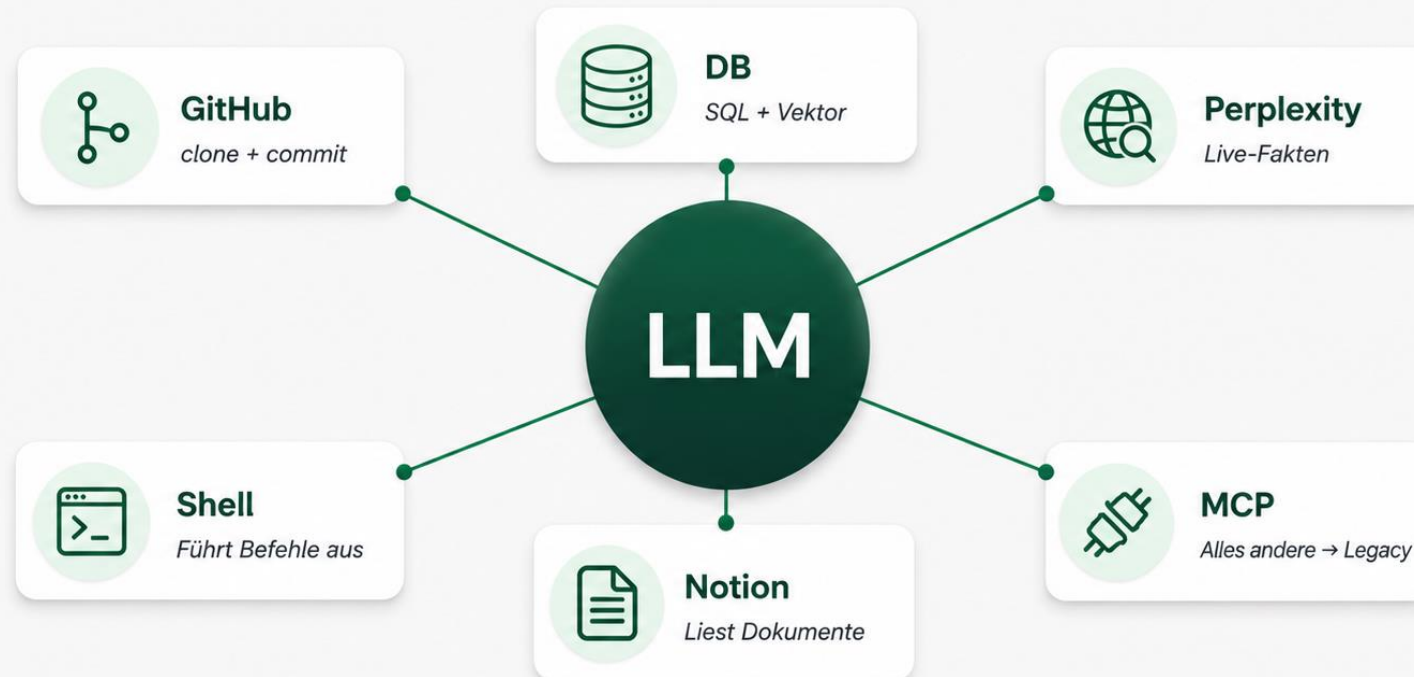 GitHub
clone + commit
DB
SQL + Vektor
Perplexity
Live-Fakten
LLM
Shell
Führt Befehle aus
Notion
Liest Dokumente
MCP
Alles andere → Legacy